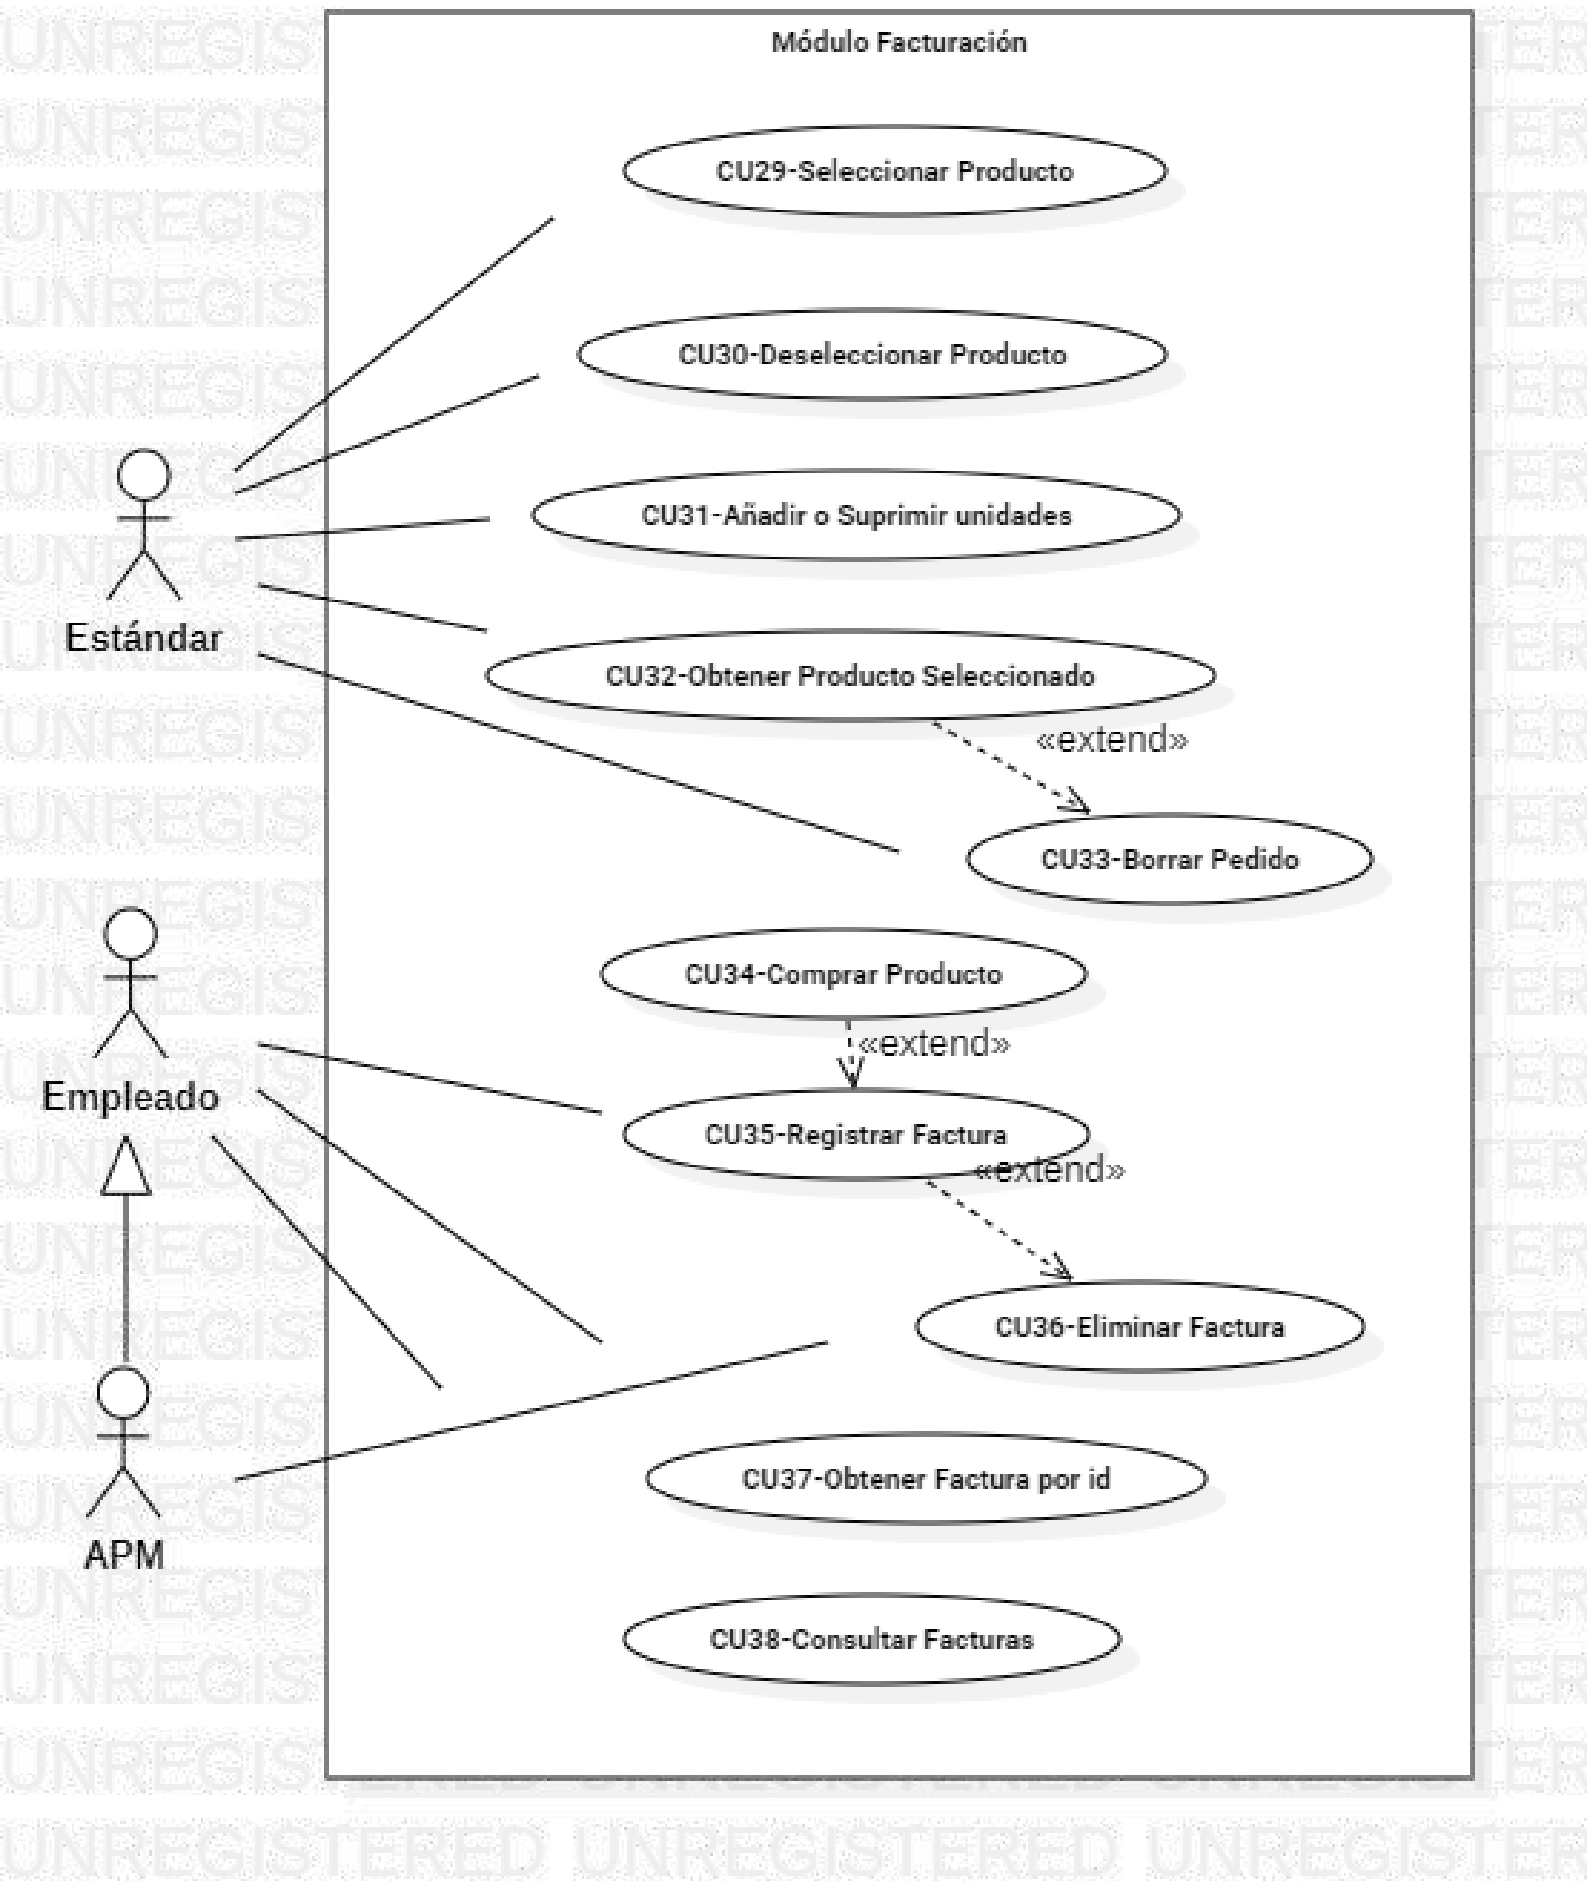 Módulo Facturación
CU29-Seleccionar Producto
CU30-Deseleccionar Producto
CU31-Añadir o Suprimir unidades
Estándar
CU32-Obtener Producto Seleccionado
«extend»
CU33-Borrar Pedido
CU34-Comprar Producto
«extend»
Empleado
CU35-Registrar Factura
«extend»
CU36-Eliminar Factura
CU37-Obtener Factura por id
APM
CU38-Consultar Facturas
UNREGISTERED UNREGISTERED UNREGISTER